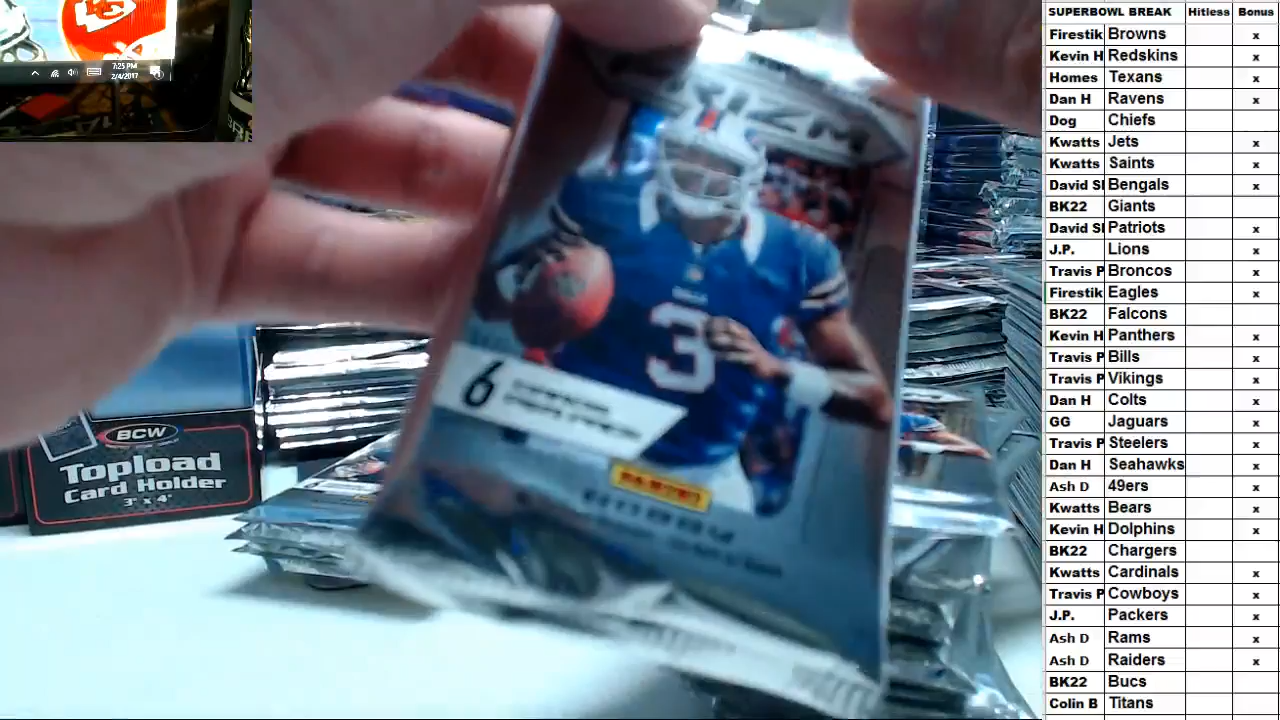 7:25 PM
2/4/2017
PRIZM
3
6
PANINI
HOBBY
BCW
Topload
Card Holder
3" x 4"
SUPERBOWL BREAK Hitless Bonus
Firestik Browns x
Kevin H Redskins x
Homes Texans x
Dan H Ravens x
Dog Chiefs
Kwatts Jets x
Kwatts Saints x
David Sl Bengals x
BK22 Giants
David Sl Patriots x
J.P. Lions x
Travis P Broncos x
Firestik Eagles x
BK22 Falcons
Kevin H Panthers x
Travis P Bills x
Travis P Vikings x
Dan H Colts x
GG Jaguars x
Travis P Steelers x
Dan H Seahawks x
Ash D 49ers x
Kwatts Bears x
Kevin H Dolphins x
BK22 Chargers
Kwatts Cardinals x
Travis P Cowboys x
J.P. Packers x
Ash D Rams x
Ash D Raiders x
BK22 Bucs
Colin B Titans